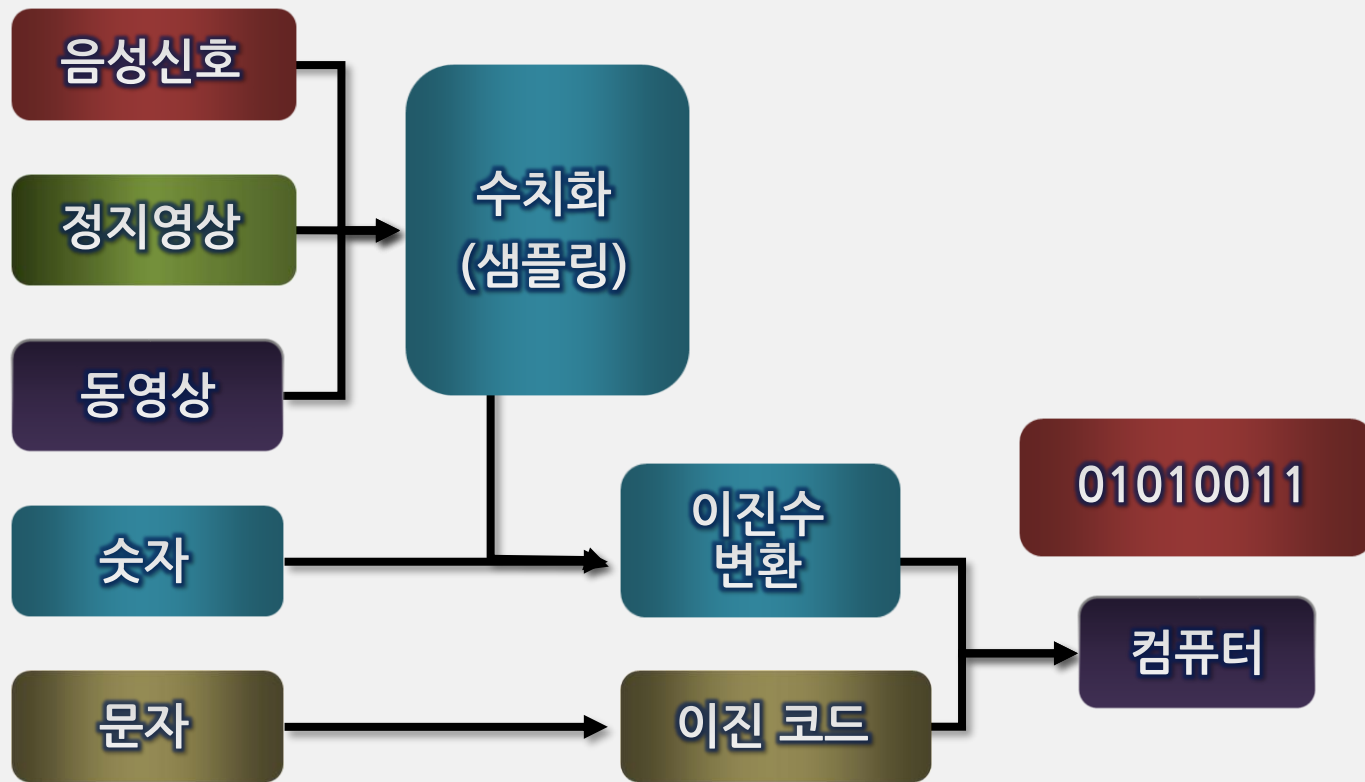 음성신호
정지영상
동영상
숫자
문자
수치화
(샘플링)
이진수
변환
이진 코드
01010011
컴퓨터